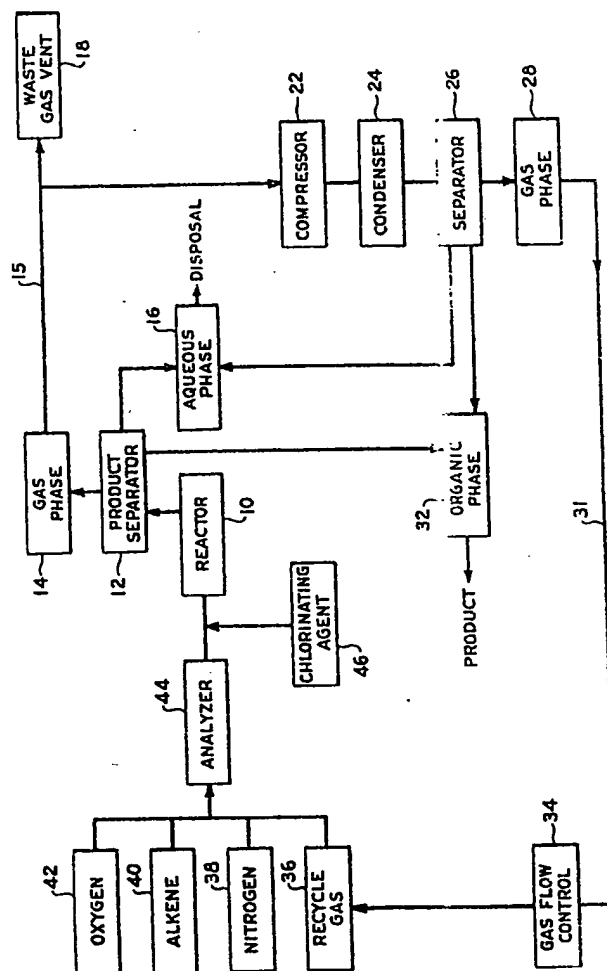 WASTE
GAS VENT
18
15
GAS
PHASE
14
PRODUCT
SEPARATOR
12
AQUEOUS
PHASE
16
DISPOSAL
COMPRESSOR
22
CONDENSER
24
SEPARATOR
26
GAS
PHASE
28
REACTOR
10
ORGANIC
PHASE
32
PRODUCT
CHLORINATING
AGENT
46
ANALYZER
44
OXYGEN
42
ALKENE
40
NITROGEN
38
RECYCLE
GAS
36
GAS FLOW
CONTROL
34
31